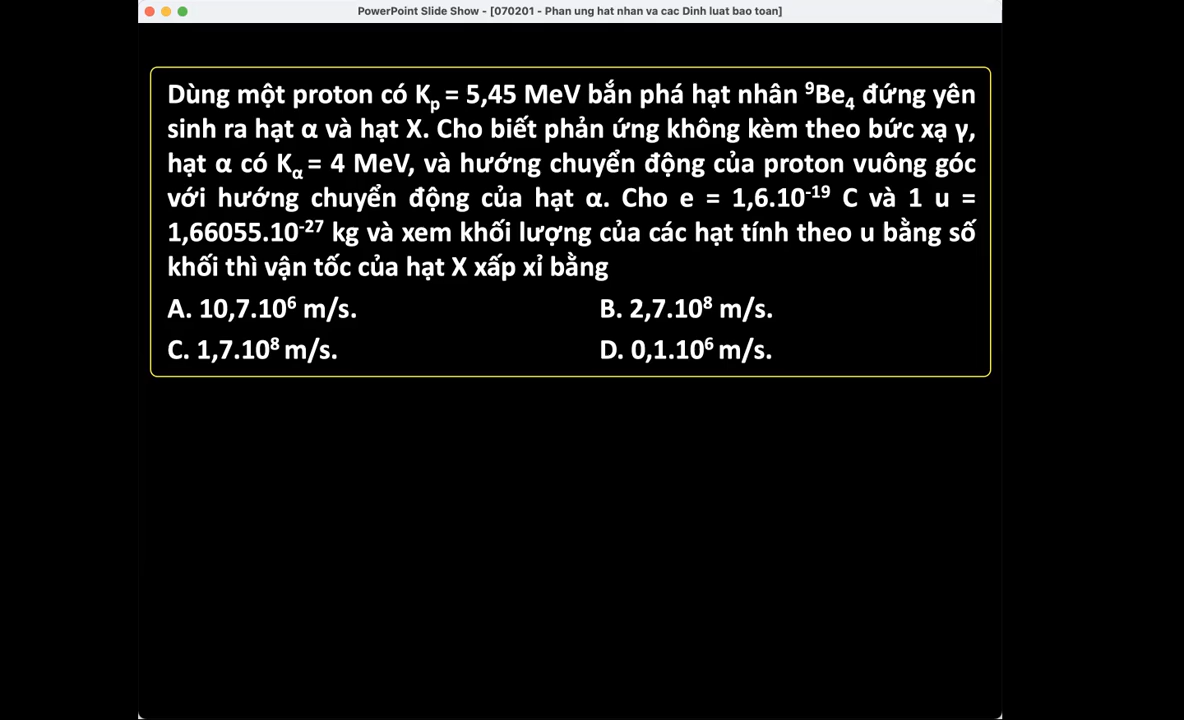 PowerPoint Slide Show - [070201 - Phan ung hat nhan va cac Dinh luat bao toan]
Dùng một proton có Kp = 5,45 MeV bắn phá hạt nhân ⁹Be₄ đứng yên
sinh ra hạt α và hạt X. Cho biết phản ứng không kèm theo bức xạ γ,
hạt α có Kα = 4 MeV, và hướng chuyển động của proton vuông góc
với hướng chuyển động của hạt α. Cho e = 1,6.10⁻¹⁹ C và 1 u =
1,66055.10⁻²⁷ kg và xem khối lượng của các hạt tính theo u bằng số
khối thì vận tốc của hạt X xấp xỉ bằng
A. 10,7.10⁶ m/s. B. 2,7.10⁸ m/s.
C. 1,7.10⁸ m/s. D. 0,1.10⁶ m/s.